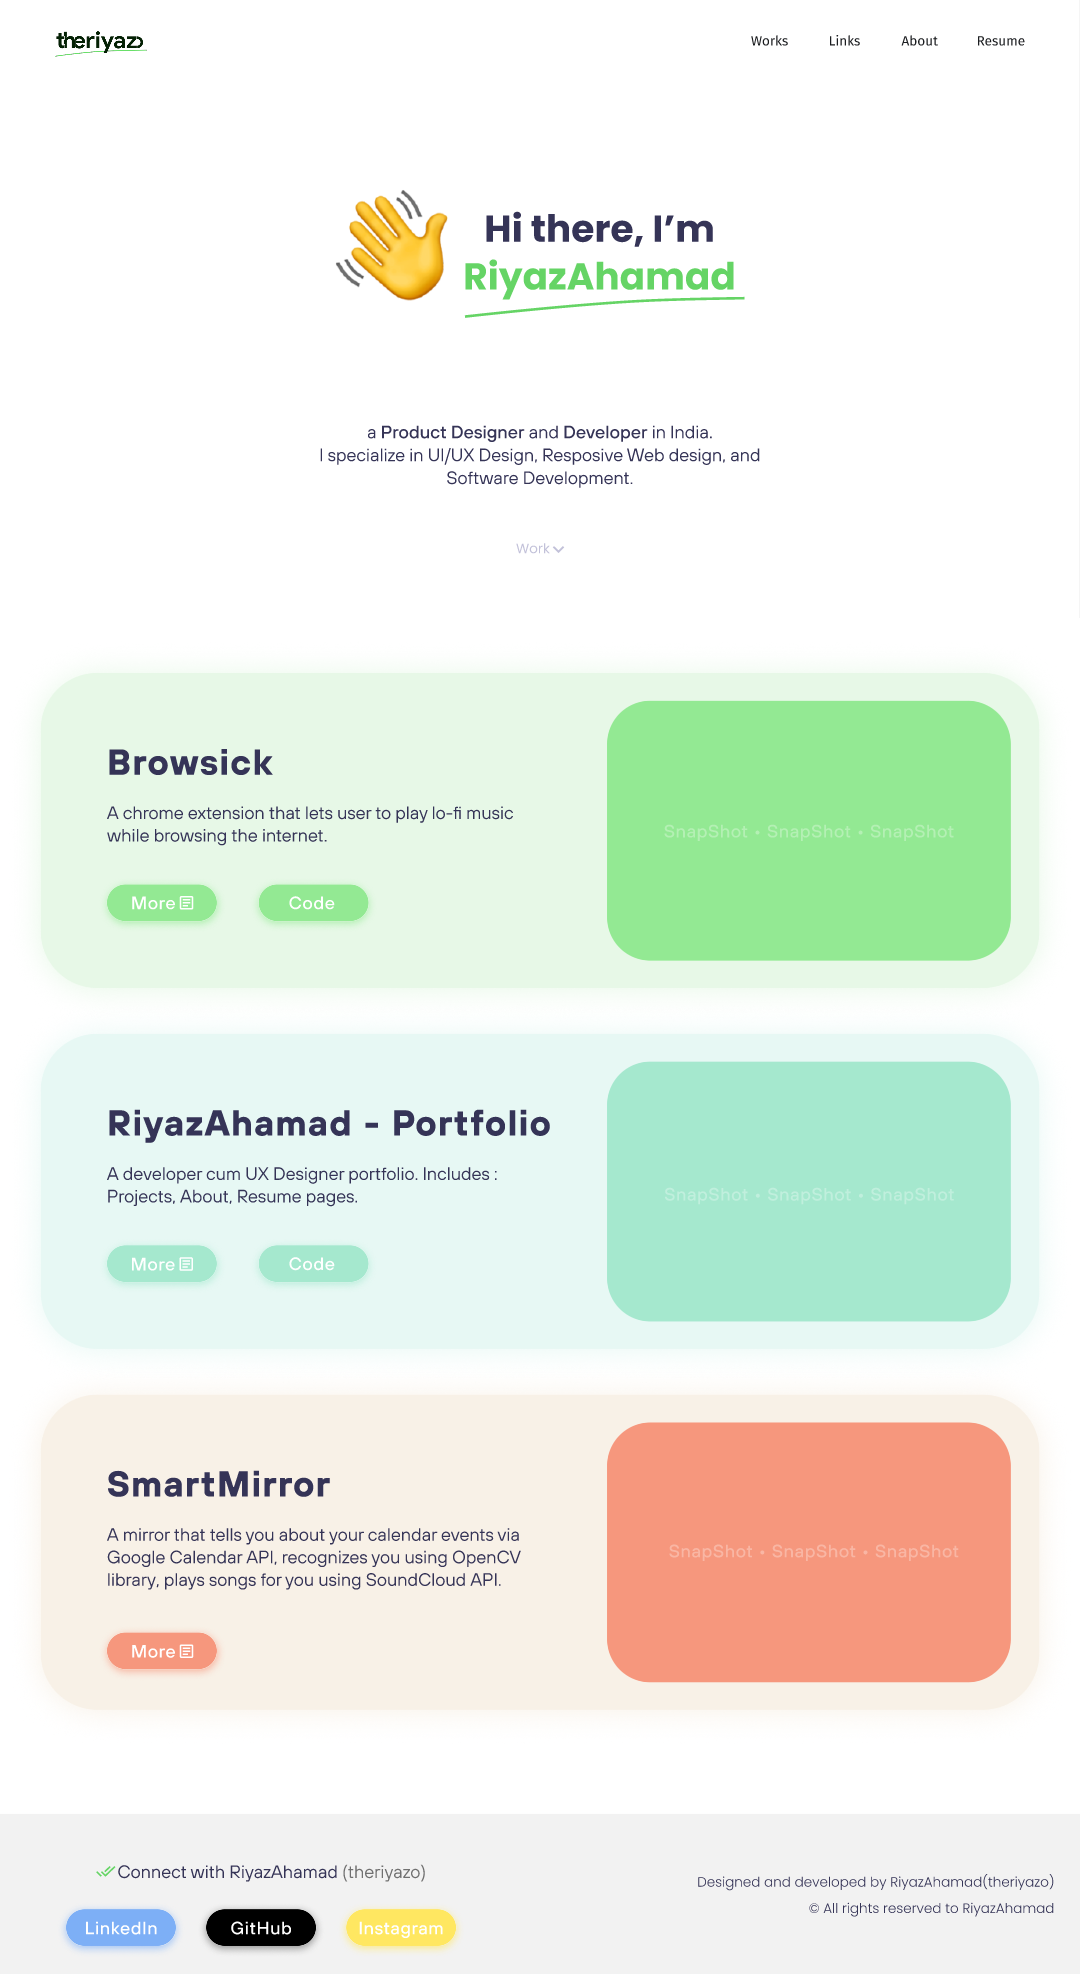 theriyazo
Works Links About Resume
Hi there, I’m
RiyazAhamad
a Product Designer and Developer in India.
I specialize in UI/UX Design, Resposive Web design, and
Software Development.
Work
Browsick
A chrome extension that lets user to play lo-fi music
while browsing the internet.
More Code
SnapShot • SnapShot • SnapShot
RiyazAhamad - Portfolio
A developer cum UX Designer portfolio. Includes :
Projects, About, Resume pages.
More Code
SnapShot • SnapShot • SnapShot
SmartMirror
A mirror that tells you about your calendar events via
Google Calendar API, recognizes you using OpenCV
library, plays songs for you using SoundCloud API.
More
SnapShot • SnapShot • SnapShot
Connect with RiyazAhamad (theriyazo)
LinkedIn GitHub Instagram
Designed and developed by RiyazAhamad(theriyazo)
© All rights reserved to RiyazAhamad